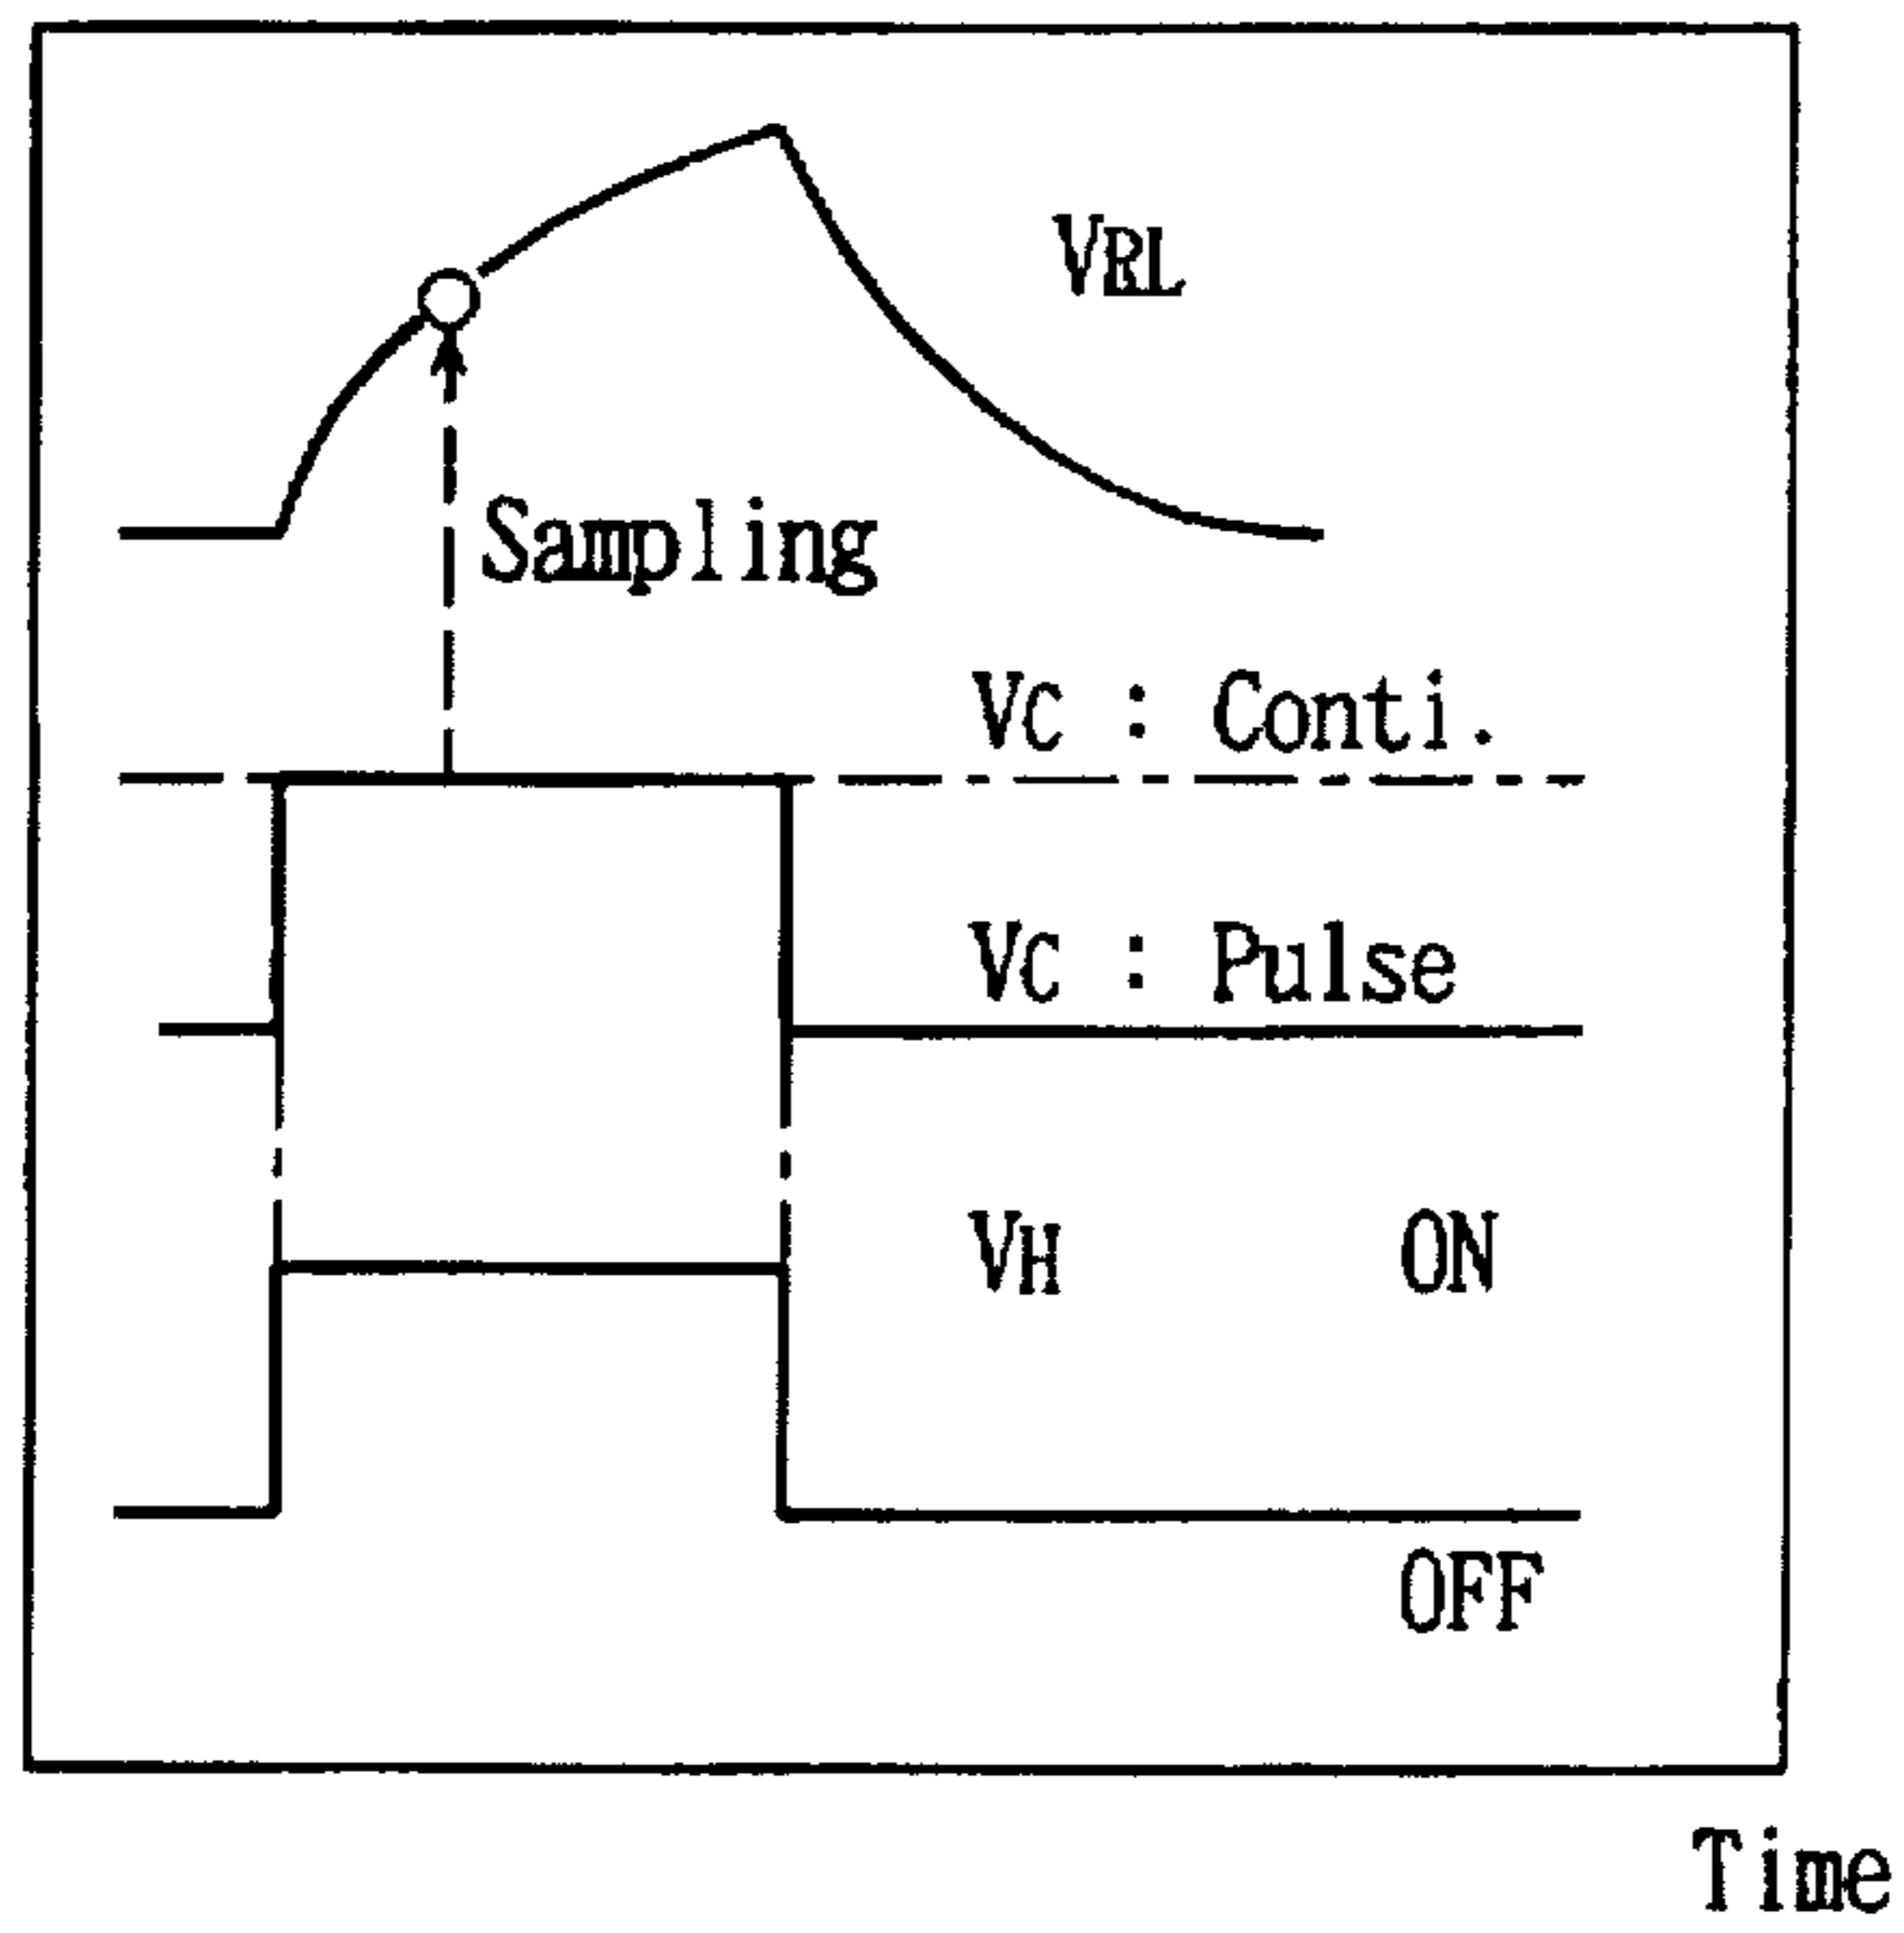 VRL
Sampling
VC : Conti.
VC : Pulse
VH ON
OFF
Time